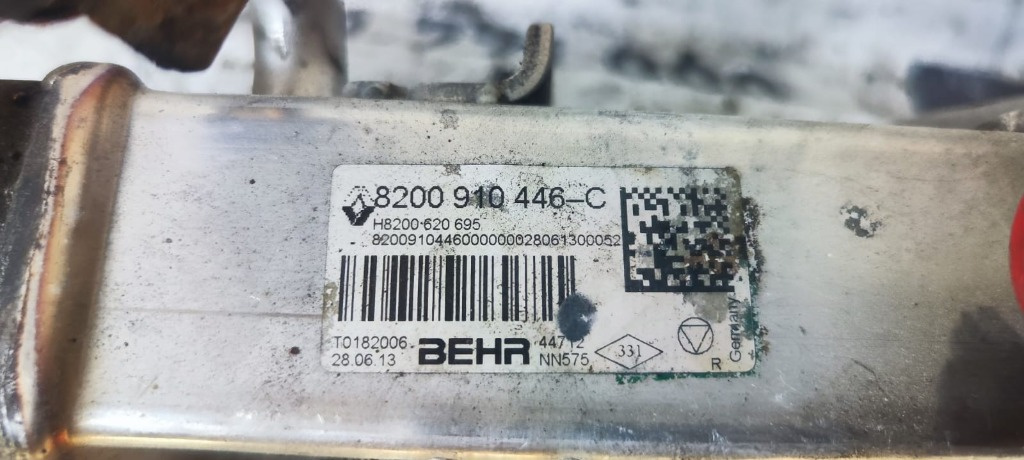 8200 910 446-C
H8200 620 695
8200910446000000028061300052
T0182006 44712
28.06.13 BEHR NN575
331
R
Germany